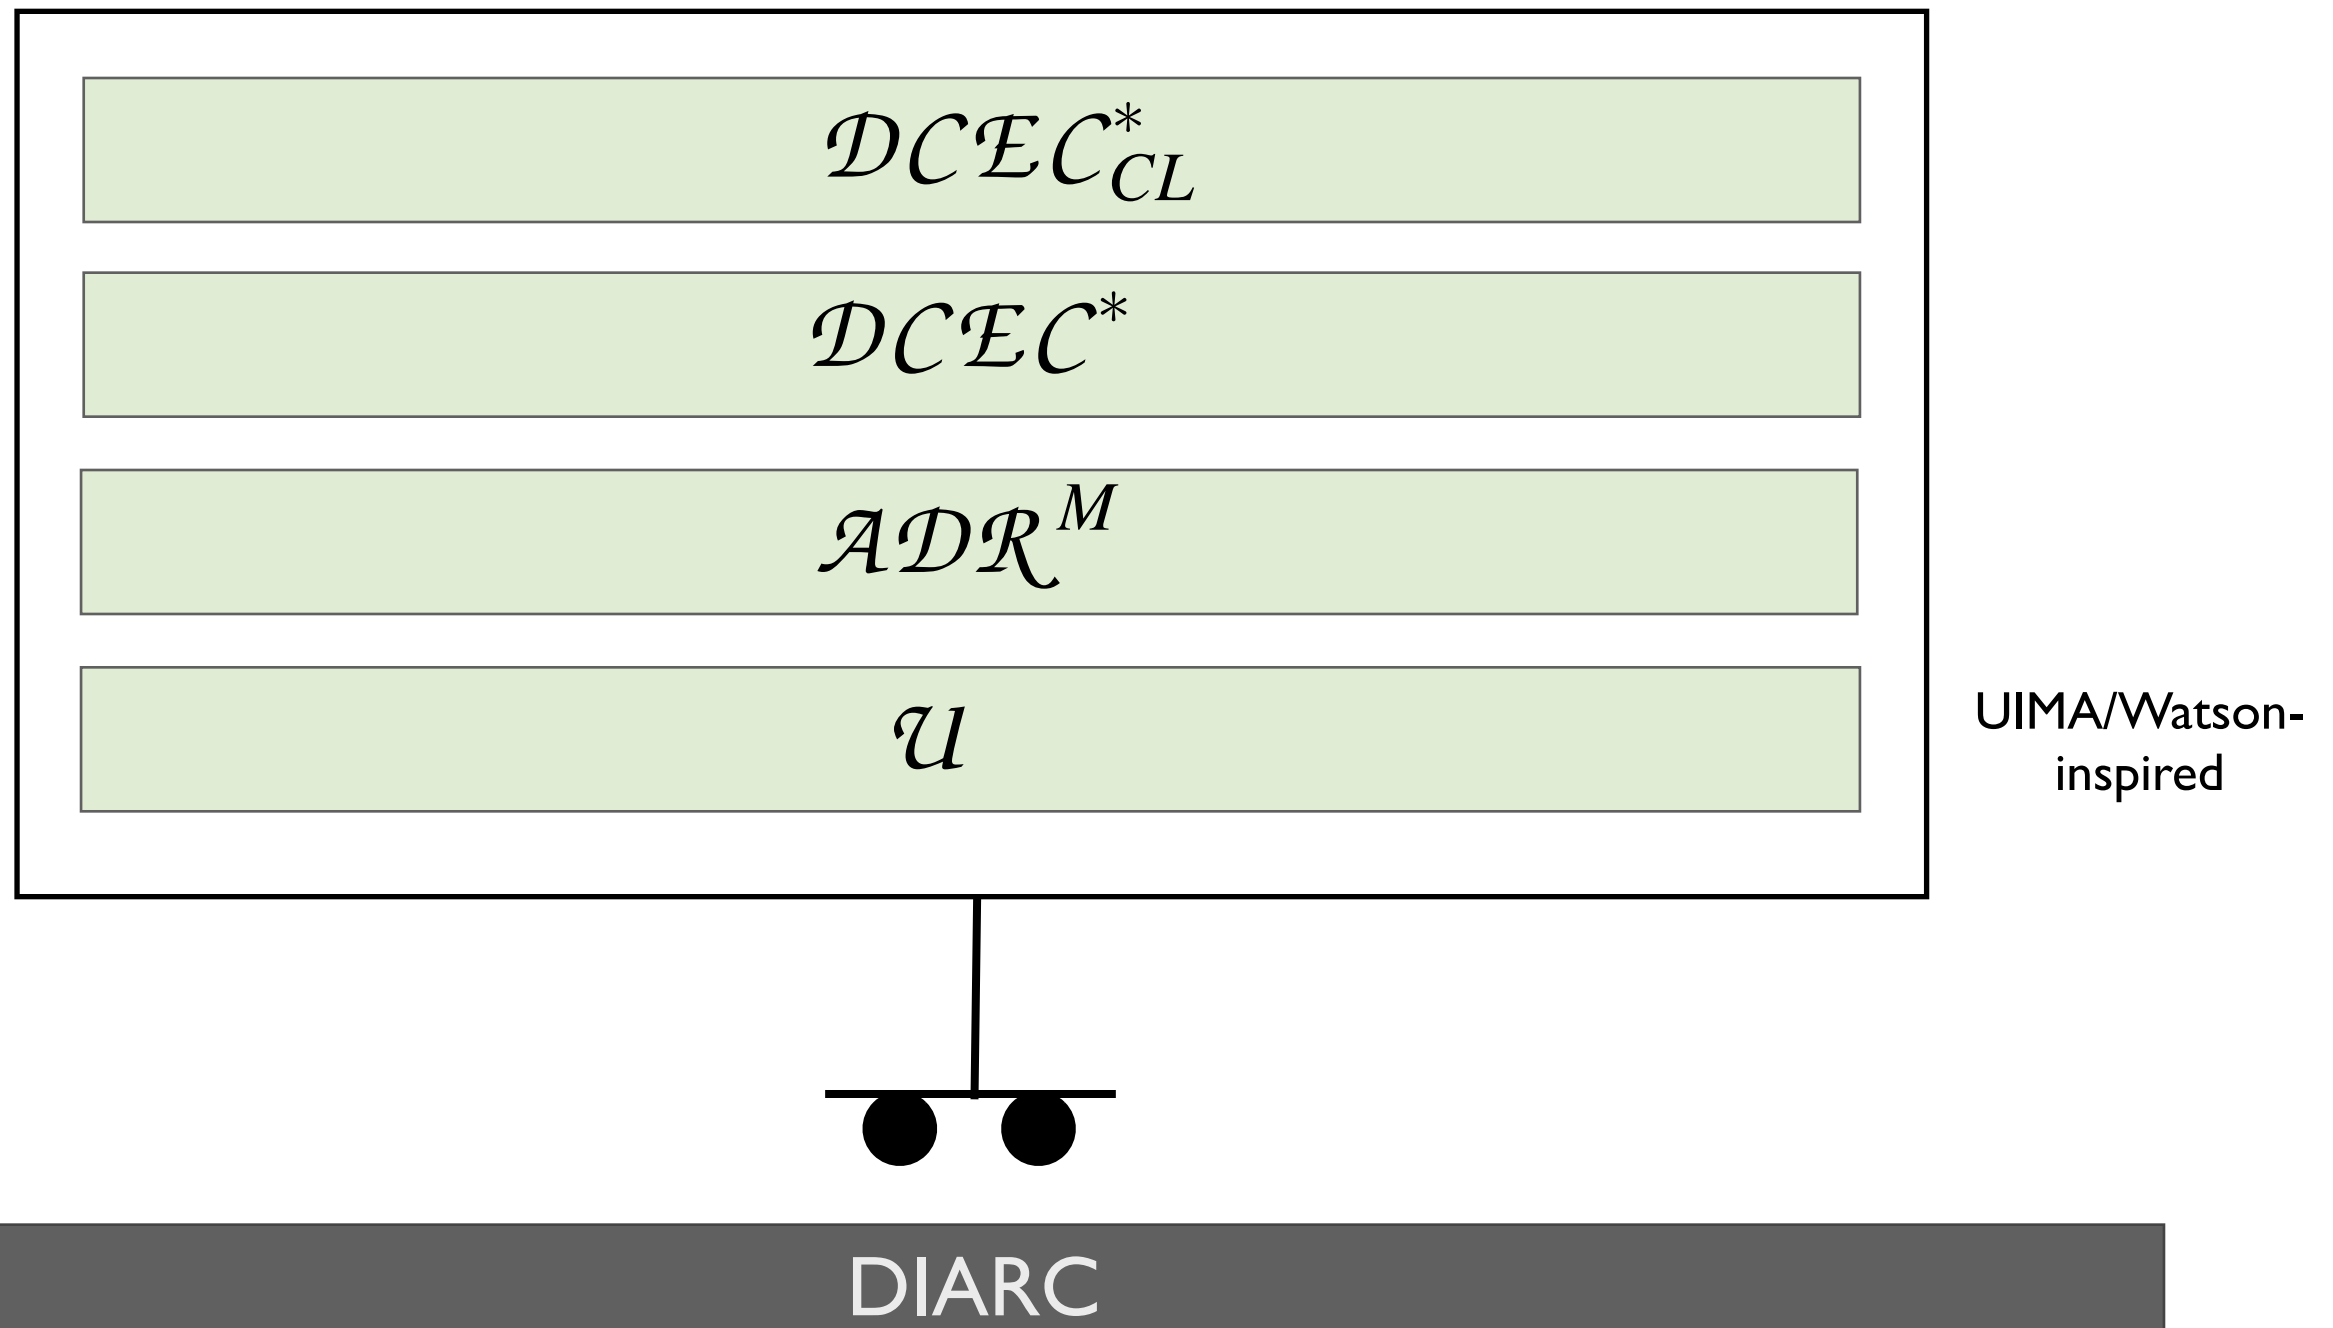 𝒟𝒞ℰ𝒞*CL
𝒟𝒞ℰ𝒞*
𝒜𝒟ℛM
𝒰
UIMA/Watson-
inspired
DIARC